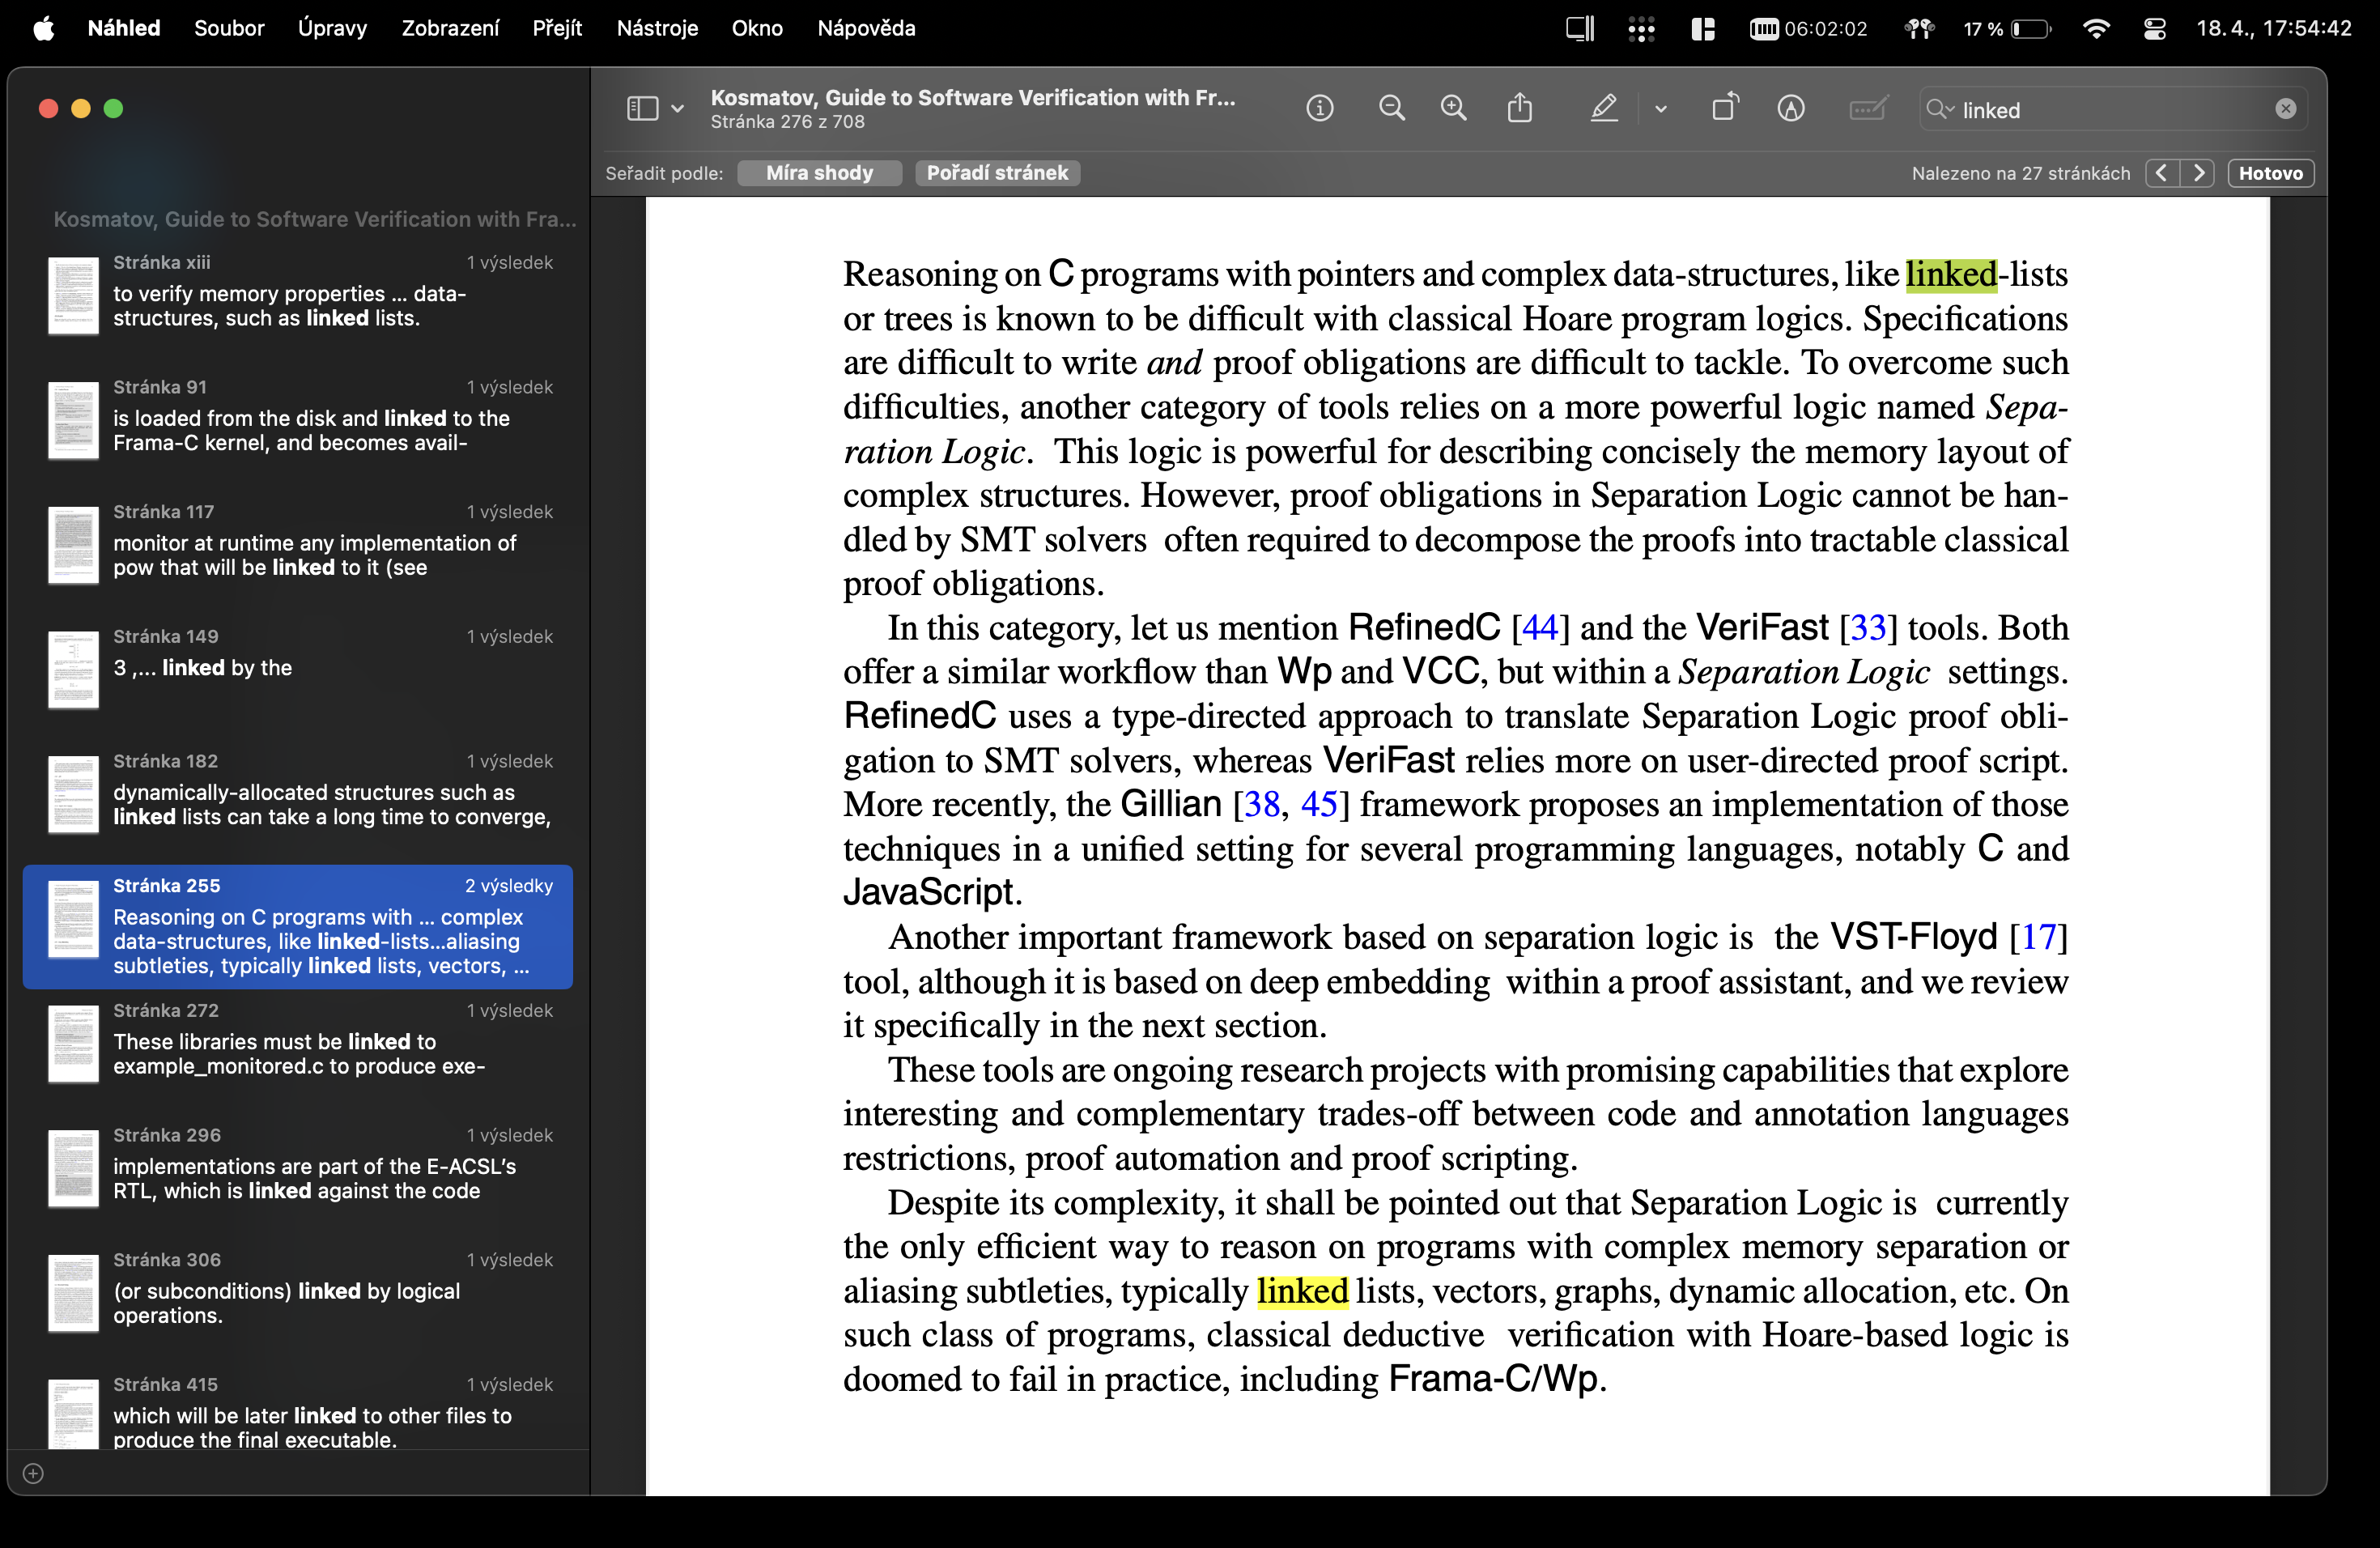 Náhled Soubor Úpravy Zobrazení Přejít Nástroje Okno Nápověda 06:02:02 17 % 18. 4., 17:54:42
Kosmatov, Guide to Software Verification with Fr...
Stránka 276 z 708
linked
Seřadit podle: Míra shody Pořadí stránek Nalezeno na 27 stránkách Hotovo
Kosmatov, Guide to Software Verification with Fra...
Stránka xiii 1 výsledek
to verify memory properties ... data-
structures, such as linked lists.
Stránka 91 1 výsledek
is loaded from the disk and linked to the
Frama-C kernel, and becomes avail-
Stránka 117 1 výsledek
monitor at runtime any implementation of
pow that will be linked to it (see
Stránka 149 1 výsledek
3 ,... linked by the
Stránka 182 1 výsledek
dynamically-allocated structures such as
linked lists can take a long time to converge,
Stránka 255 2 výsledky
Reasoning on C programs with ... complex
data-structures, like linked-lists...aliasing
subtleties, typically linked lists, vectors, ...
Stránka 272 1 výsledek
These libraries must be linked to
example_monitored.c to produce exe-
Stránka 296 1 výsledek
implementations are part of the E-ACSL's
RTL, which is linked against the code
Stránka 306 1 výsledek
(or subconditions) linked by logical
operations.
Stránka 415 1 výsledek
which will be later linked to other files to
produce the final executable.
Reasoning on C programs with pointers and complex data-structures, like linked-lists
or trees is known to be difficult with classical Hoare program logics. Specifications
are difficult to write and proof obligations are difficult to tackle. To overcome such
difficulties, another category of tools relies on a more powerful logic named Sepa-
ration Logic. This logic is powerful for describing concisely the memory layout of
complex structures. However, proof obligations in Separation Logic cannot be han-
dled by SMT solvers often required to decompose the proofs into tractable classical
proof obligations.
In this category, let us mention RefinedC [44] and the VeriFast [33] tools. Both
offer a similar workflow than Wp and VCC, but within a Separation Logic settings.
RefinedC uses a type-directed approach to translate Separation Logic proof obli-
gation to SMT solvers, whereas VeriFast relies more on user-directed proof script.
More recently, the Gillian [38, 45] framework proposes an implementation of those
techniques in a unified setting for several programming languages, notably C and
JavaScript.
Another important framework based on separation logic is the VST-Floyd [17]
tool, although it is based on deep embedding within a proof assistant, and we review
it specifically in the next section.
These tools are ongoing research projects with promising capabilities that explore
interesting and complementary trades-off between code and annotation languages
restrictions, proof automation and proof scripting.
Despite its complexity, it shall be pointed out that Separation Logic is currently
the only efficient way to reason on programs with complex memory separation or
aliasing subtleties, typically linked lists, vectors, graphs, dynamic allocation, etc. On
such class of programs, classical deductive verification with Hoare-based logic is
doomed to fail in practice, including Frama-C/Wp.